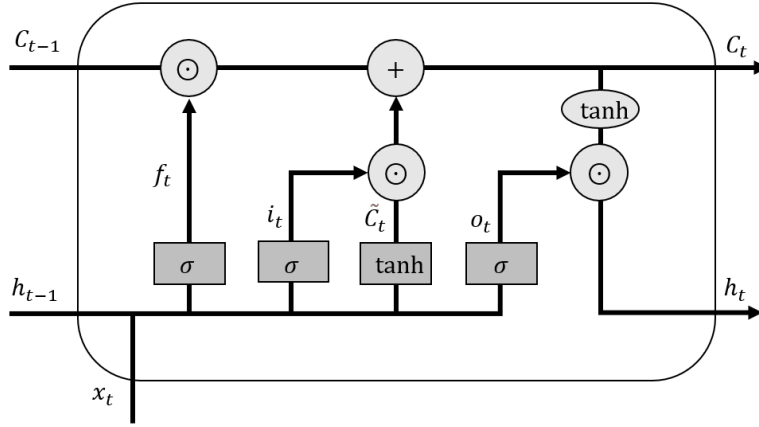 C_{t−1} ⊙ + C_t
tanh
f_t ⊙ ⊙
i_t C̃_t o_t
σ σ tanh σ
h_{t−1} h_t
x_t